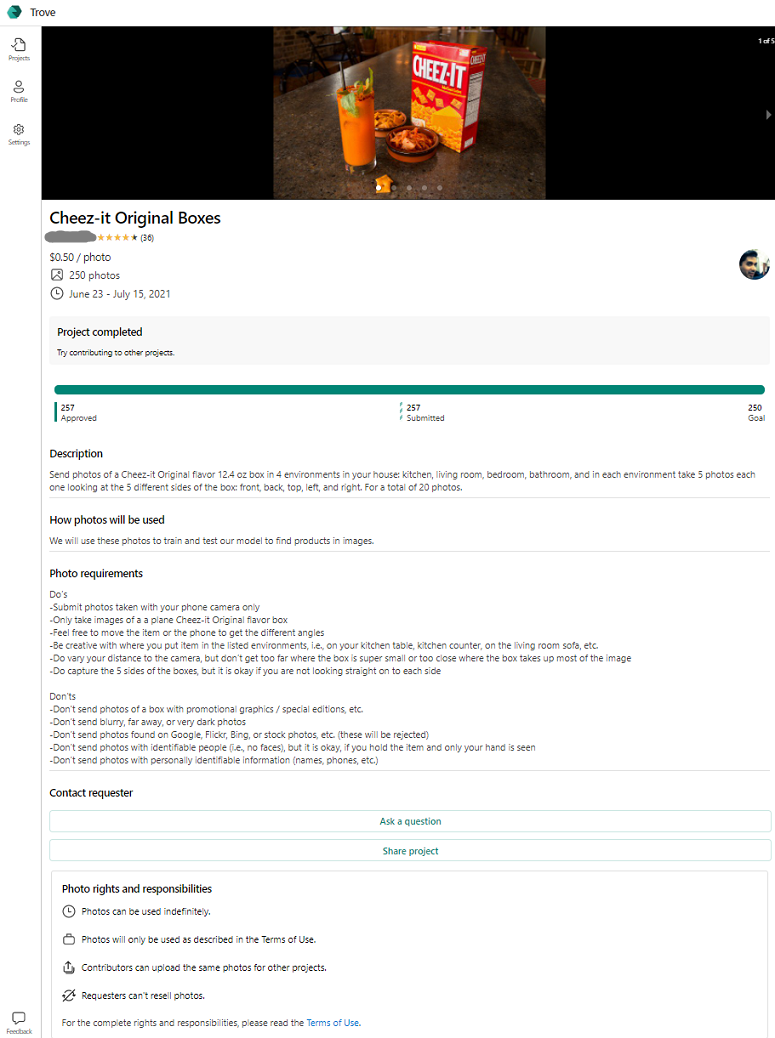 Trove
1 of 5
Projects
Profile
Settings
CHEEZ-IT
Cheez-it Original Boxes
(36)
$0.50 / photo
250 photos
June 23 - July 15, 2021
Project completed
Try contributing to other projects.
257
Approved
257
Submitted
250
Goal
Description
Send photos of a Cheez-it Original flavor 12.4 oz box in 4 environments in your house: kitchen, living room, bedroom, bathroom, and in each environment take 5 photos each
one looking at the 5 different sides of the box: front, back, top, left, and right. For a total of 20 photos.
How photos will be used
We will use these photos to train and test our model to find products in images.
Photo requirements
Do's
-Submit photos taken with your phone camera only
-Only take images of a a plane Cheez-it Original flavor box
-Feel free to move the item or the phone to get the different angles
-Be creative with where you put item in the listed environments, i.e., on your kitchen table, kitchen counter, on the living room sofa, etc.
-Do vary your distance to the camera, but don't get too far where the box is super small or too close where the box takes up most of the image
-Do capture the 5 sides of the boxes, but it is okay if you are not looking straight on to each side
Don'ts
-Don't send photos of a box with promotional graphics / special editions, etc.
-Don't send blurry, far away, or very dark photos
-Don't send photos found on Google, Flickr, Bing, or stock photos, etc. (these will be rejected)
-Don't send photos with identifiable people (i.e., no faces), but it is okay, if you hold the item and only your hand is seen
-Don't send photos with personally identifiable information (names, phones, etc.)
Contact requester
Ask a question
Share project
Photo rights and responsibilities
Photos can be used indefinitely.
Photos will only be used as described in the Terms of Use.
Contributors can upload the same photos for other projects.
Requesters can't resell photos.
For the complete rights and responsibilities, please read the Terms of Use.
Feedback